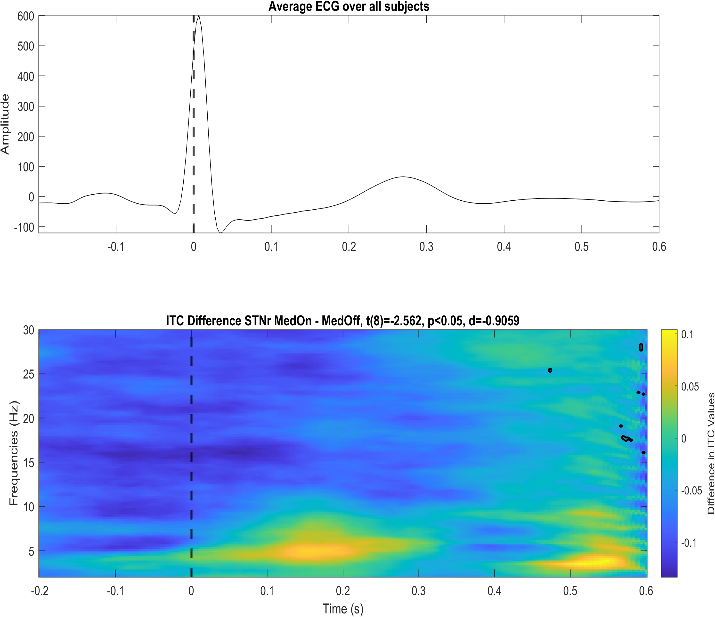 Average ECG over all subjects
Amplitude
600
500
400
300
200
100
0
-100
-0.1 0 0.1 0.2 0.3 0.4 0.5 0.6
ITC Difference STNr MedOn - MedOff, t(8)=-2.562, p<0.05, d=-0.9059
Frequencies (Hz)
30
25
20
15
10
5
-0.2 -0.1 0 0.1 0.2 0.3 0.4 0.5 0.6
Time (s)
0.1
0.05
0
-0.05
-0.1
Difference in ITC Values